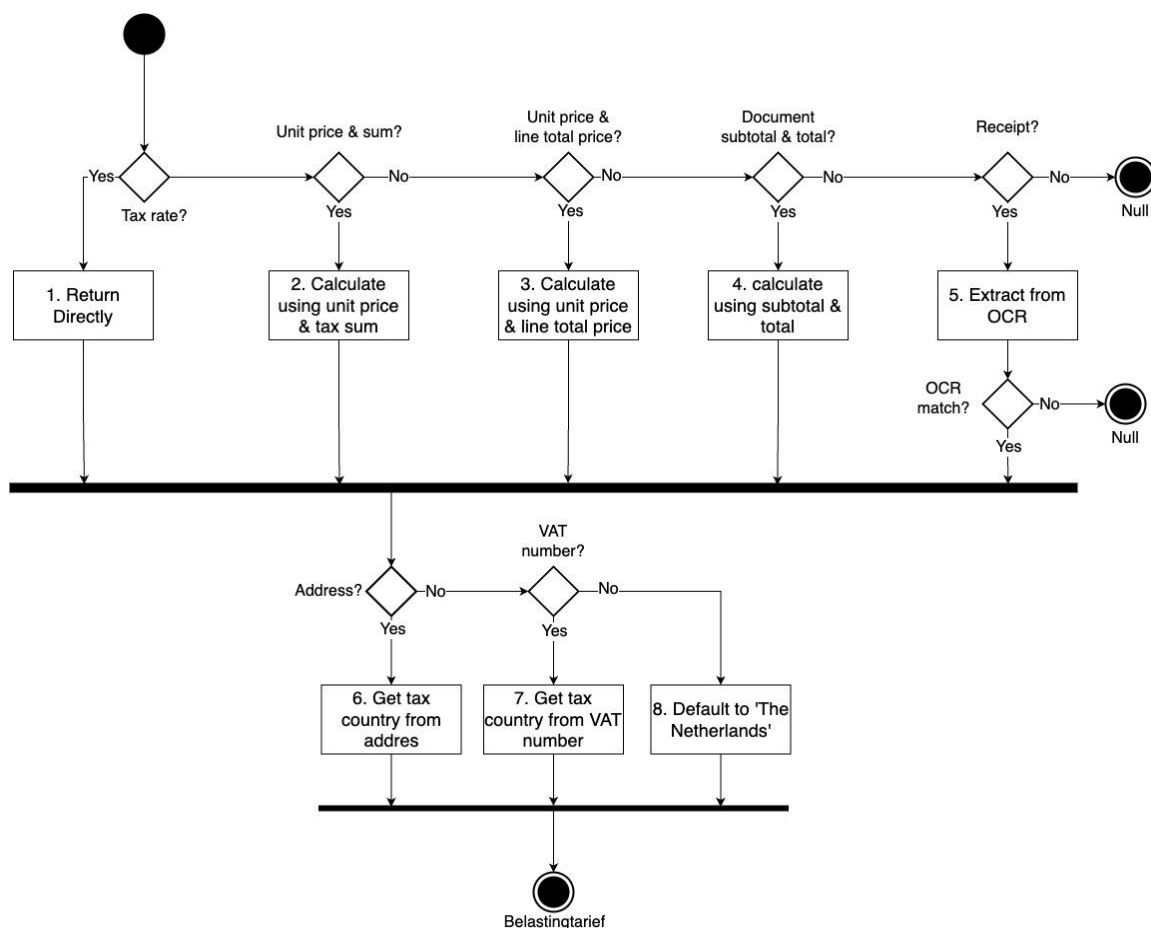 Unit price & sum?
Unit price &
line total price?
Document
subtotal & total?
Receipt?
Yes
Tax rate?
No
Yes
No
Yes
No
Yes
No
Yes
Null
1. Return
Directly
2. Calculate
using unit price
& tax sum
3. Calculate
using unit price
& line total price
4. calculate
using subtotal &
total
5. Extract from
OCR
OCR
match?
No
Yes
Null
VAT
number?
Address?
No
Yes
No
Yes
6. Get tax
country from
addres
7. Get tax
country from VAT
number
8. Default to 'The
Netherlands'
Belastingtarief